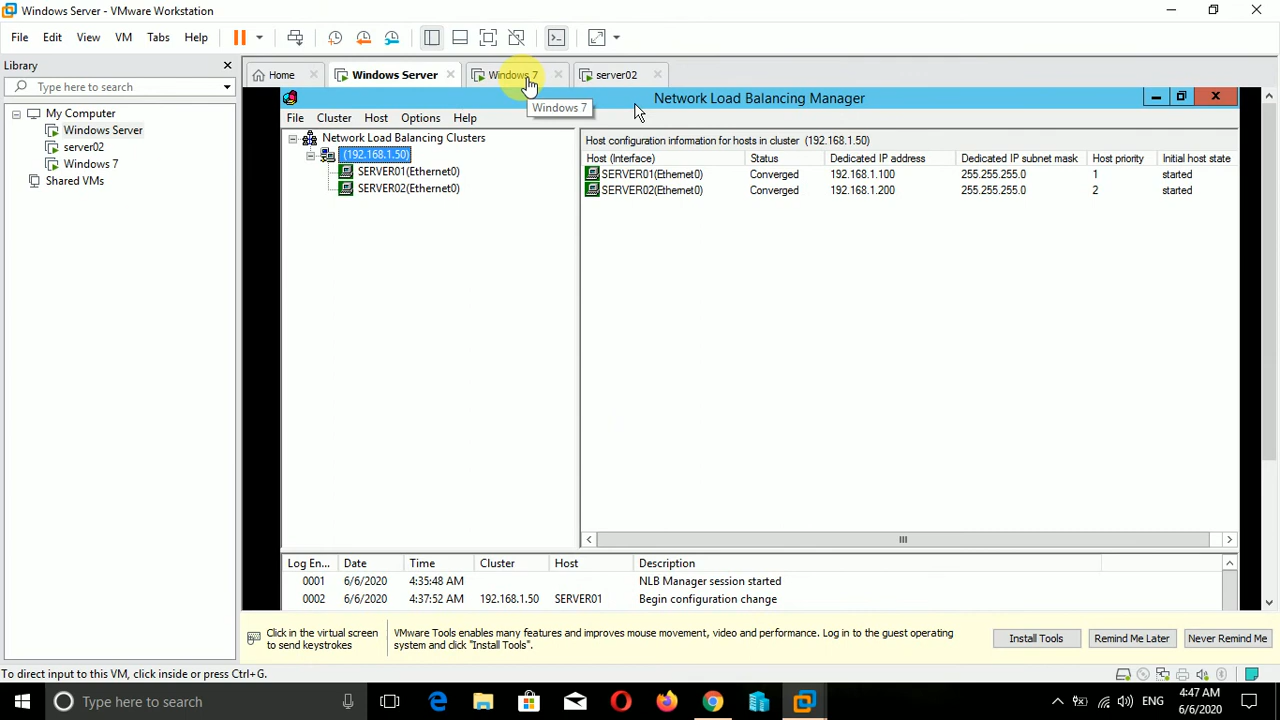 Windows Server - VMware Workstation
File Edit View VM Tabs Help
Library
Type here to search
My Computer
Windows Server
server02
Windows 7
Shared VMs
Home Windows Server Windows 7 server02
Windows 7
Network Load Balancing Manager
File Cluster Host Options Help
Network Load Balancing Clusters
(192.168.1.50)
SERVER01(Ethernet0)
SERVER02(Ethernet0)
Host configuration information for hosts in cluster (192.168.1.50)
Host (Interface) Status Dedicated IP address Dedicated IP subnet mask Host priority Initial host state
SERVER01(Ethernet0) Converged 192.168.1.100 255.255.255.0 1 started
SERVER02(Ethernet0) Converged 192.168.1.200 255.255.255.0 2 started
Log En... Date Time Cluster Host Description
0001 6/6/2020 4:35:48 AM NLB Manager session started
0002 6/6/2020 4:37:52 AM 192.168.1.50 SERVER01 Begin configuration change
Click in the virtual screen
to send keystrokes
VMware Tools enables many features and improves mouse movement, video and performance. Log in to the guest operating
system and click "Install Tools".
Install Tools Remind Me Later Never Remind Me
To direct input to this VM, click inside or press Ctrl+G.
Type here to search
ENG
4:47 AM
6/6/2020